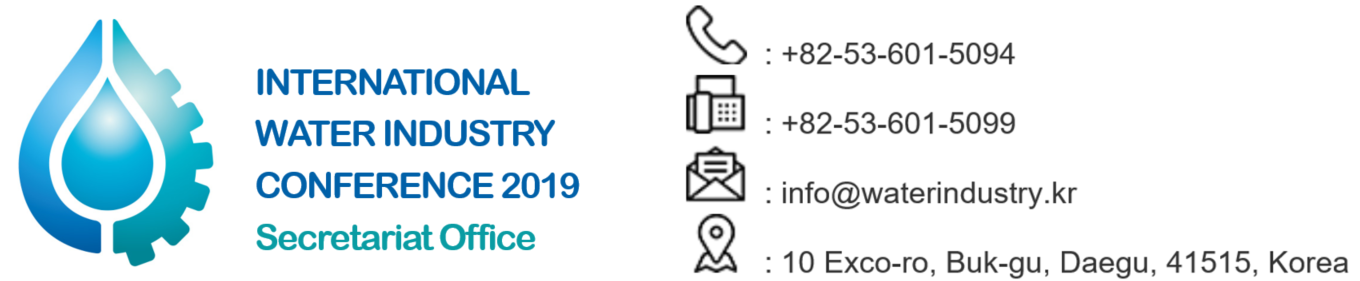 INTERNATIONAL
WATER INDUSTRY
CONFERENCE 2019
Secretariat Office
: +82-53-601-5094
: +82-53-601-5099
: info@waterindustry.kr
: 10 Exco-ro, Buk-gu, Daegu, 41515, Korea